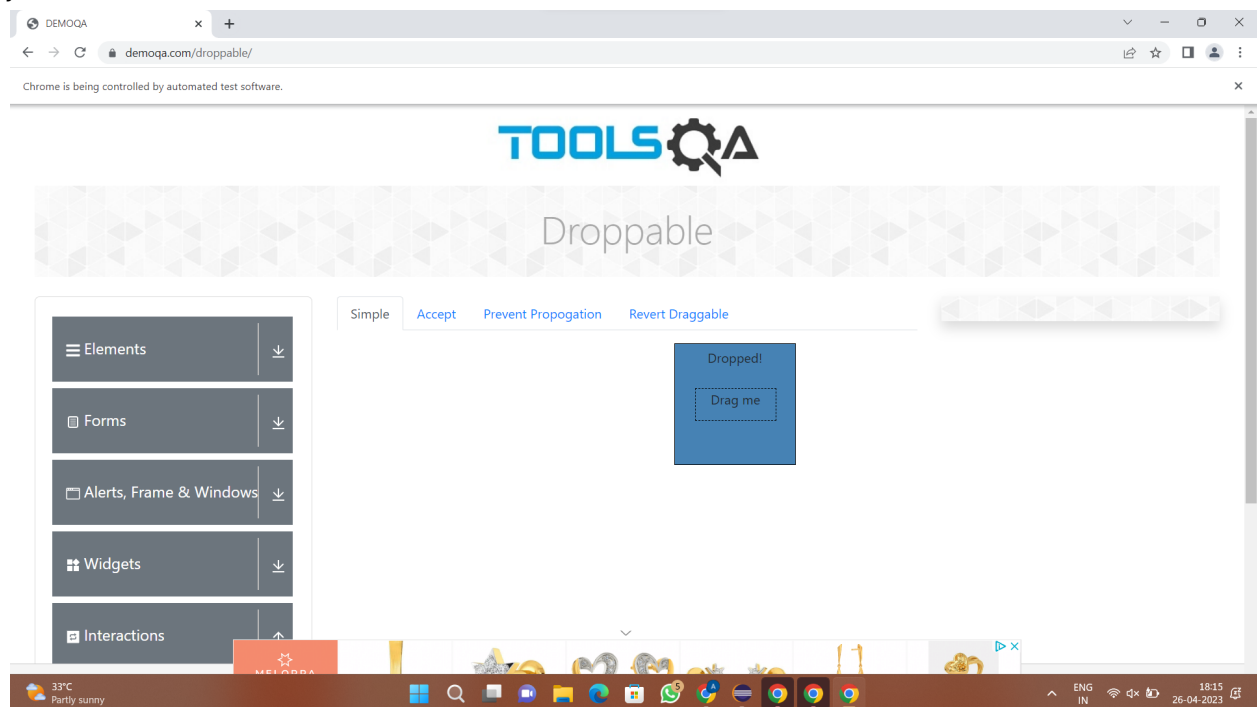 DEMOQA
demoqa.com/droppable/
Chrome is being controlled by automated test software.
TOOLSQA
Droppable
Simple Accept Prevent Propogation Revert Draggable
Elements
Forms
Alerts, Frame & Windows
Widgets
Interactions
Dropped!
Drag me
MELORRA
33°C
Partly sunny
5
ENG
IN
18:15
26-04-2023